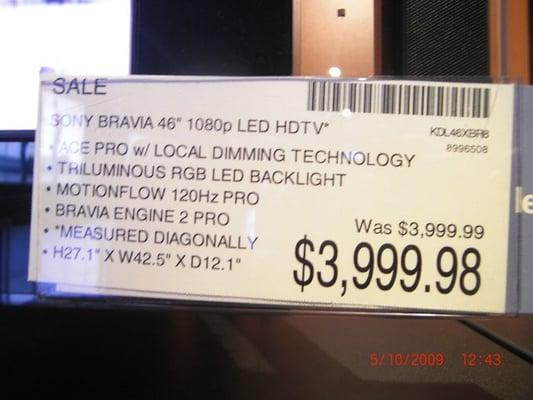 SALE
SONY BRAVIA 46" 1080p LED HDTV*
KDL46XBR8
8996508
• ACE PRO w/ LOCAL DIMMING TECHNOLOGY
• TRILUMINOUS RGB LED BACKLIGHT
• MOTIONFLOW 120Hz PRO
• BRAVIA ENGINE 2 PRO
• *MEASURED DIAGONALLY
• H27.1" X W42.5" X D12.1"
Was $3,999.99
$3,999.98
le
5/10/2009 12:43